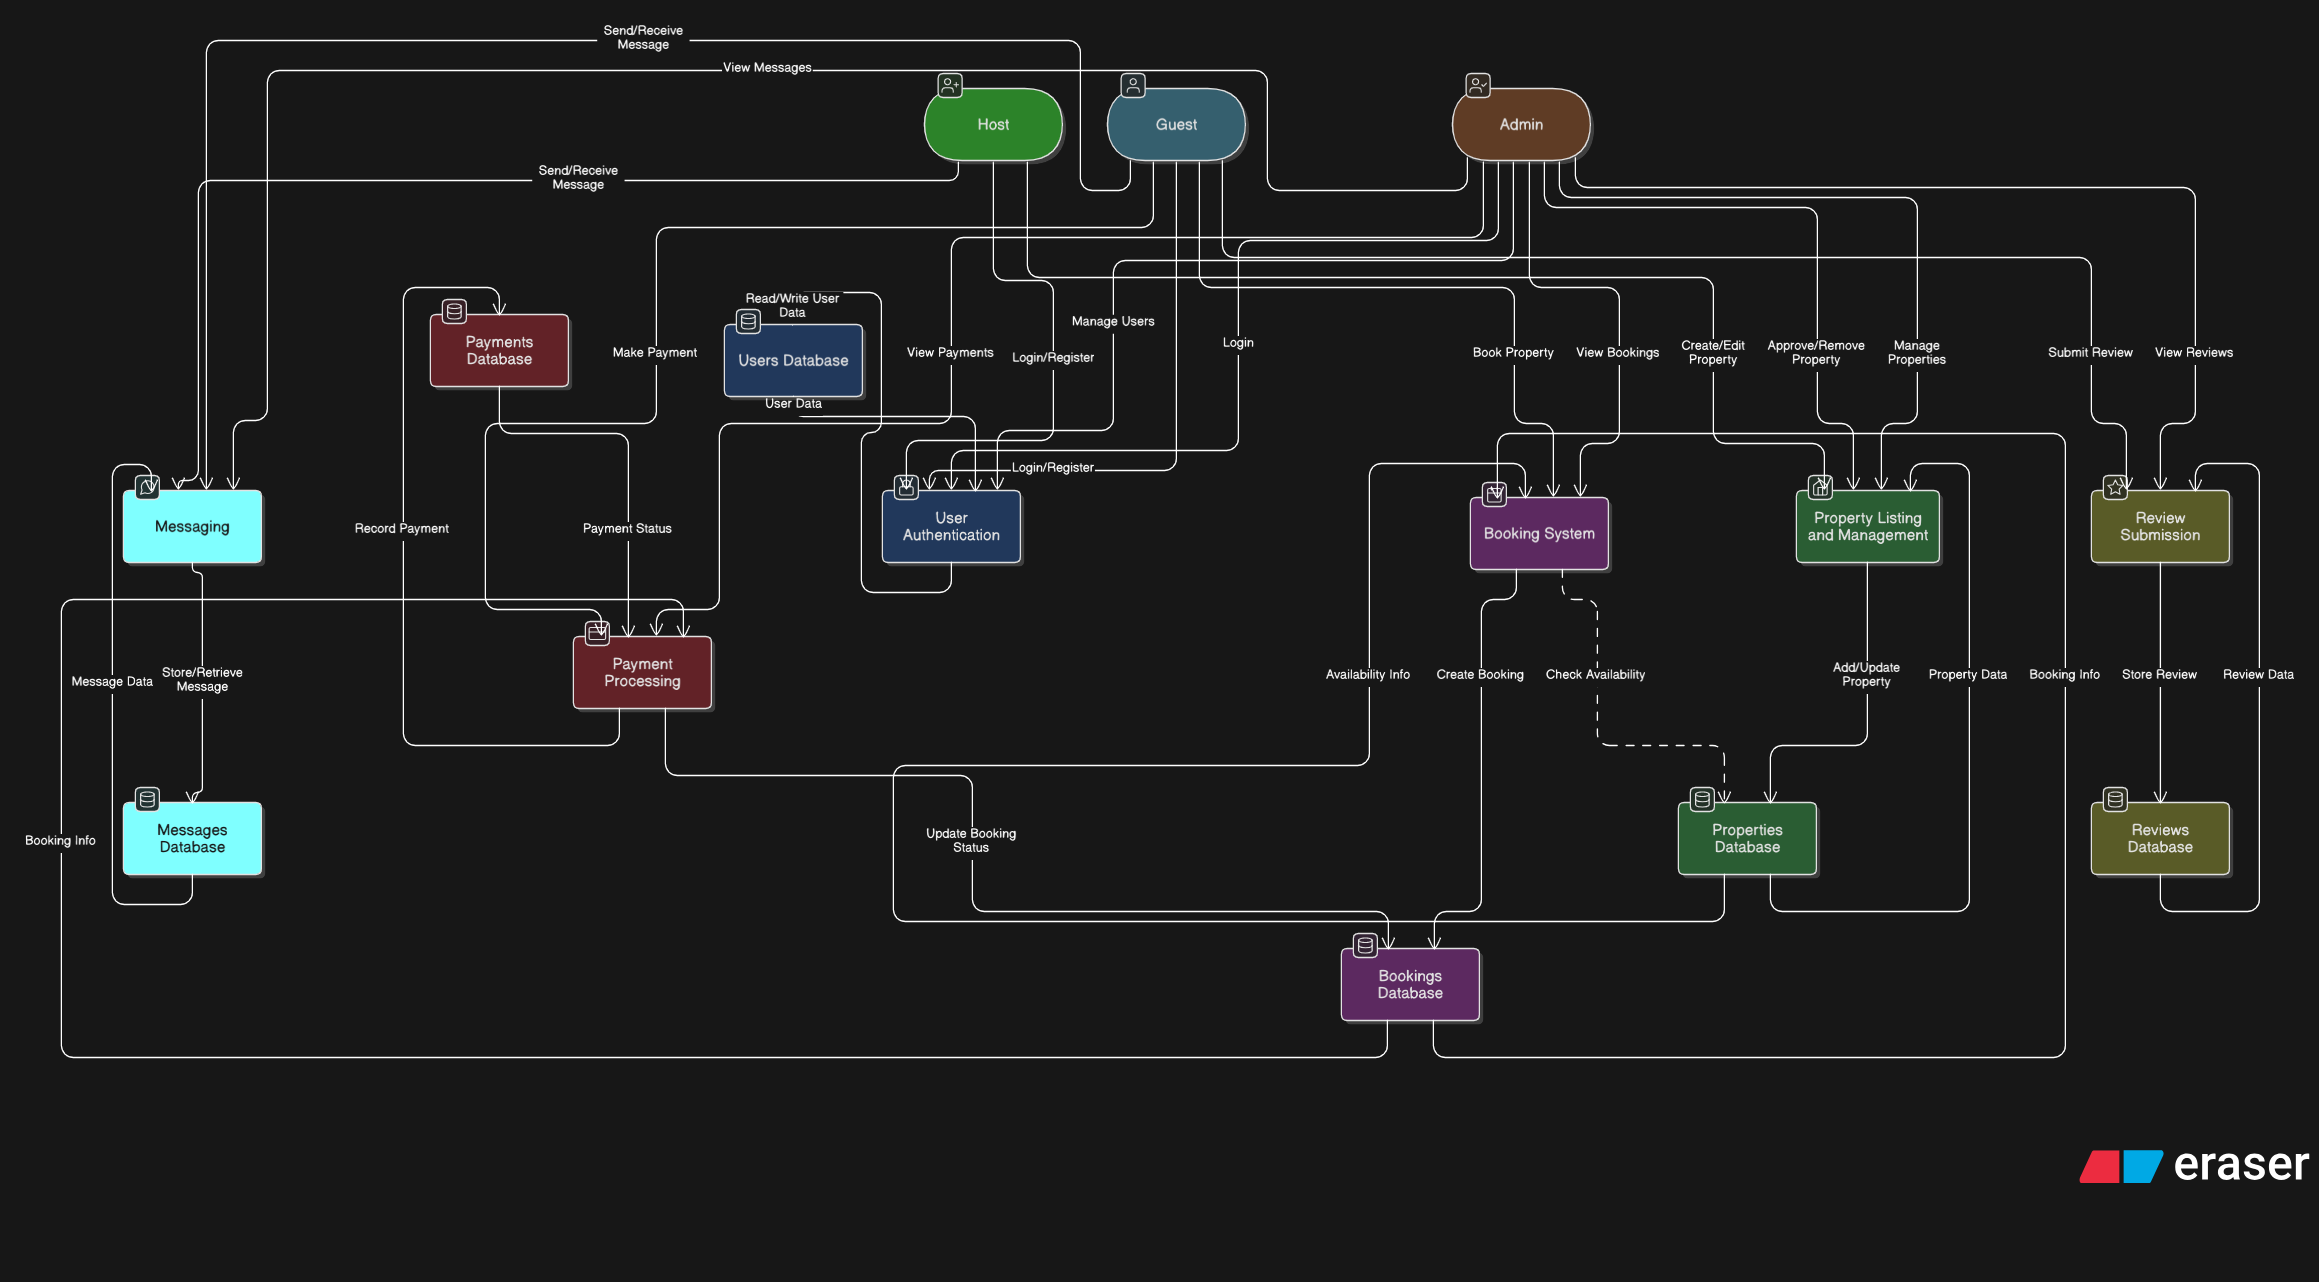 Send/Receive
Message
View Messages
Host
Guest
Admin
Send/Receive
Message
Read/Write User
Data
Manage Users
Payments
Database
Make Payment
Users Database
View Payments
Login/Register
Login
Book Property
View Bookings
Create/Edit
Property
Approve/Remove
Property
Manage
Properties
Submit Review
View Reviews
User Data
Login/Register
Messaging
Record Payment
Payment Status
User
Authentication
Booking System
Property Listing
and Management
Review
Submission
Message Data
Store/Retrieve
Message
Payment
Processing
Availability Info
Create Booking
Check Availability
Add/Update
Property
Property Data
Booking Info
Store Review
Review Data
Booking Info
Messages
Database
Update Booking
Status
Properties
Database
Reviews
Database
Bookings
Database
eraser